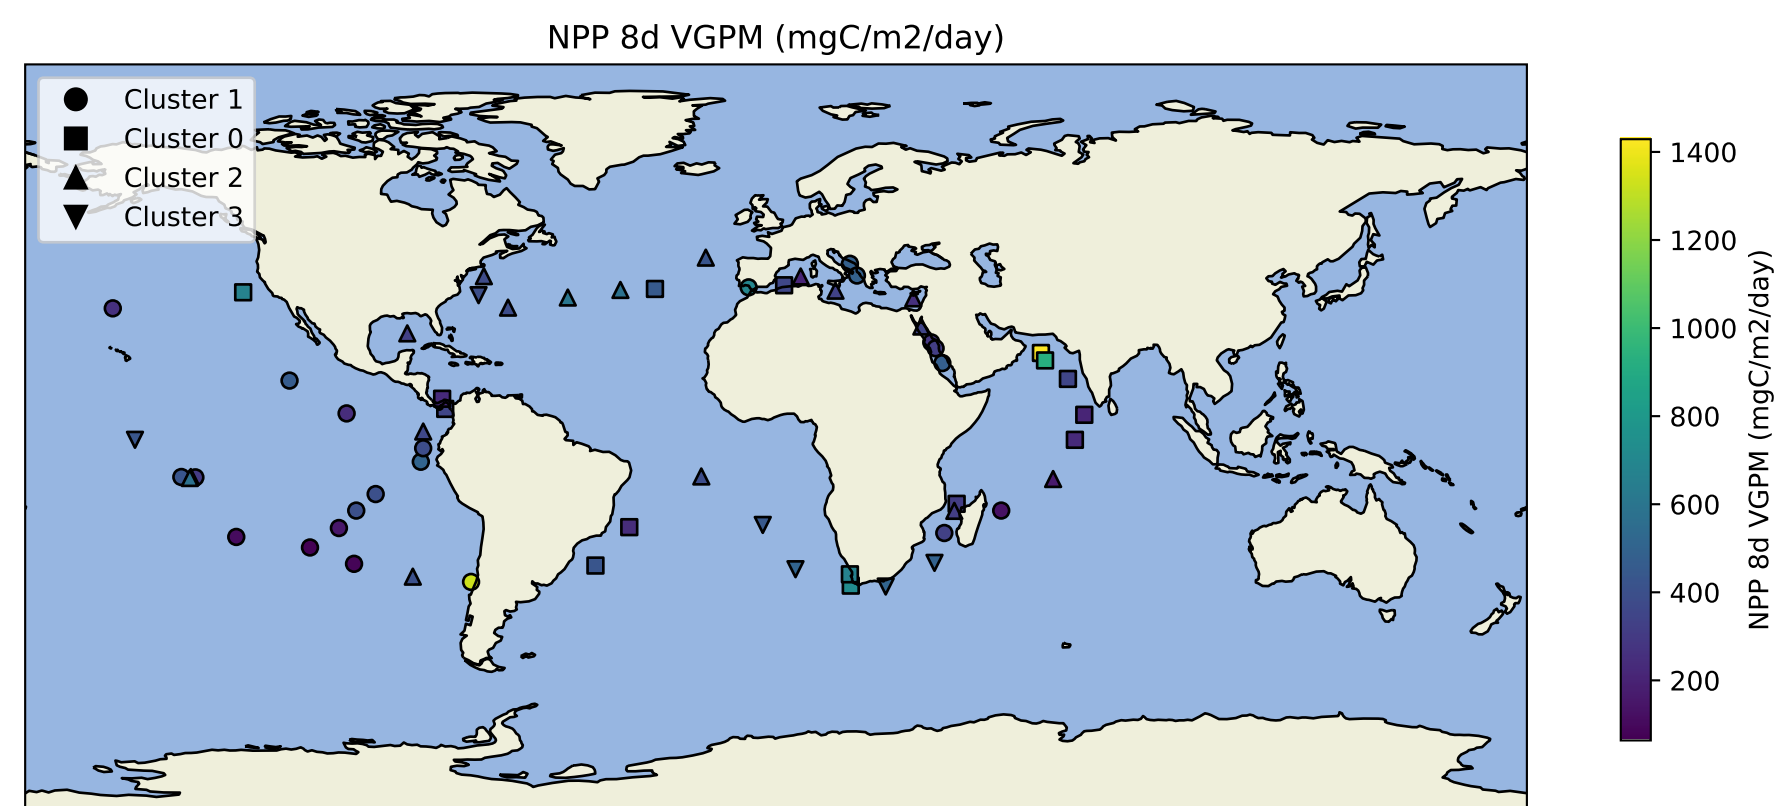 NPP 8d VGPM (mgC/m2/day)
Cluster 1
Cluster 0
Cluster 2
Cluster 3
1400
1200
1000
800
600
400
200
NPP 8d VGPM (mgC/m2/day)